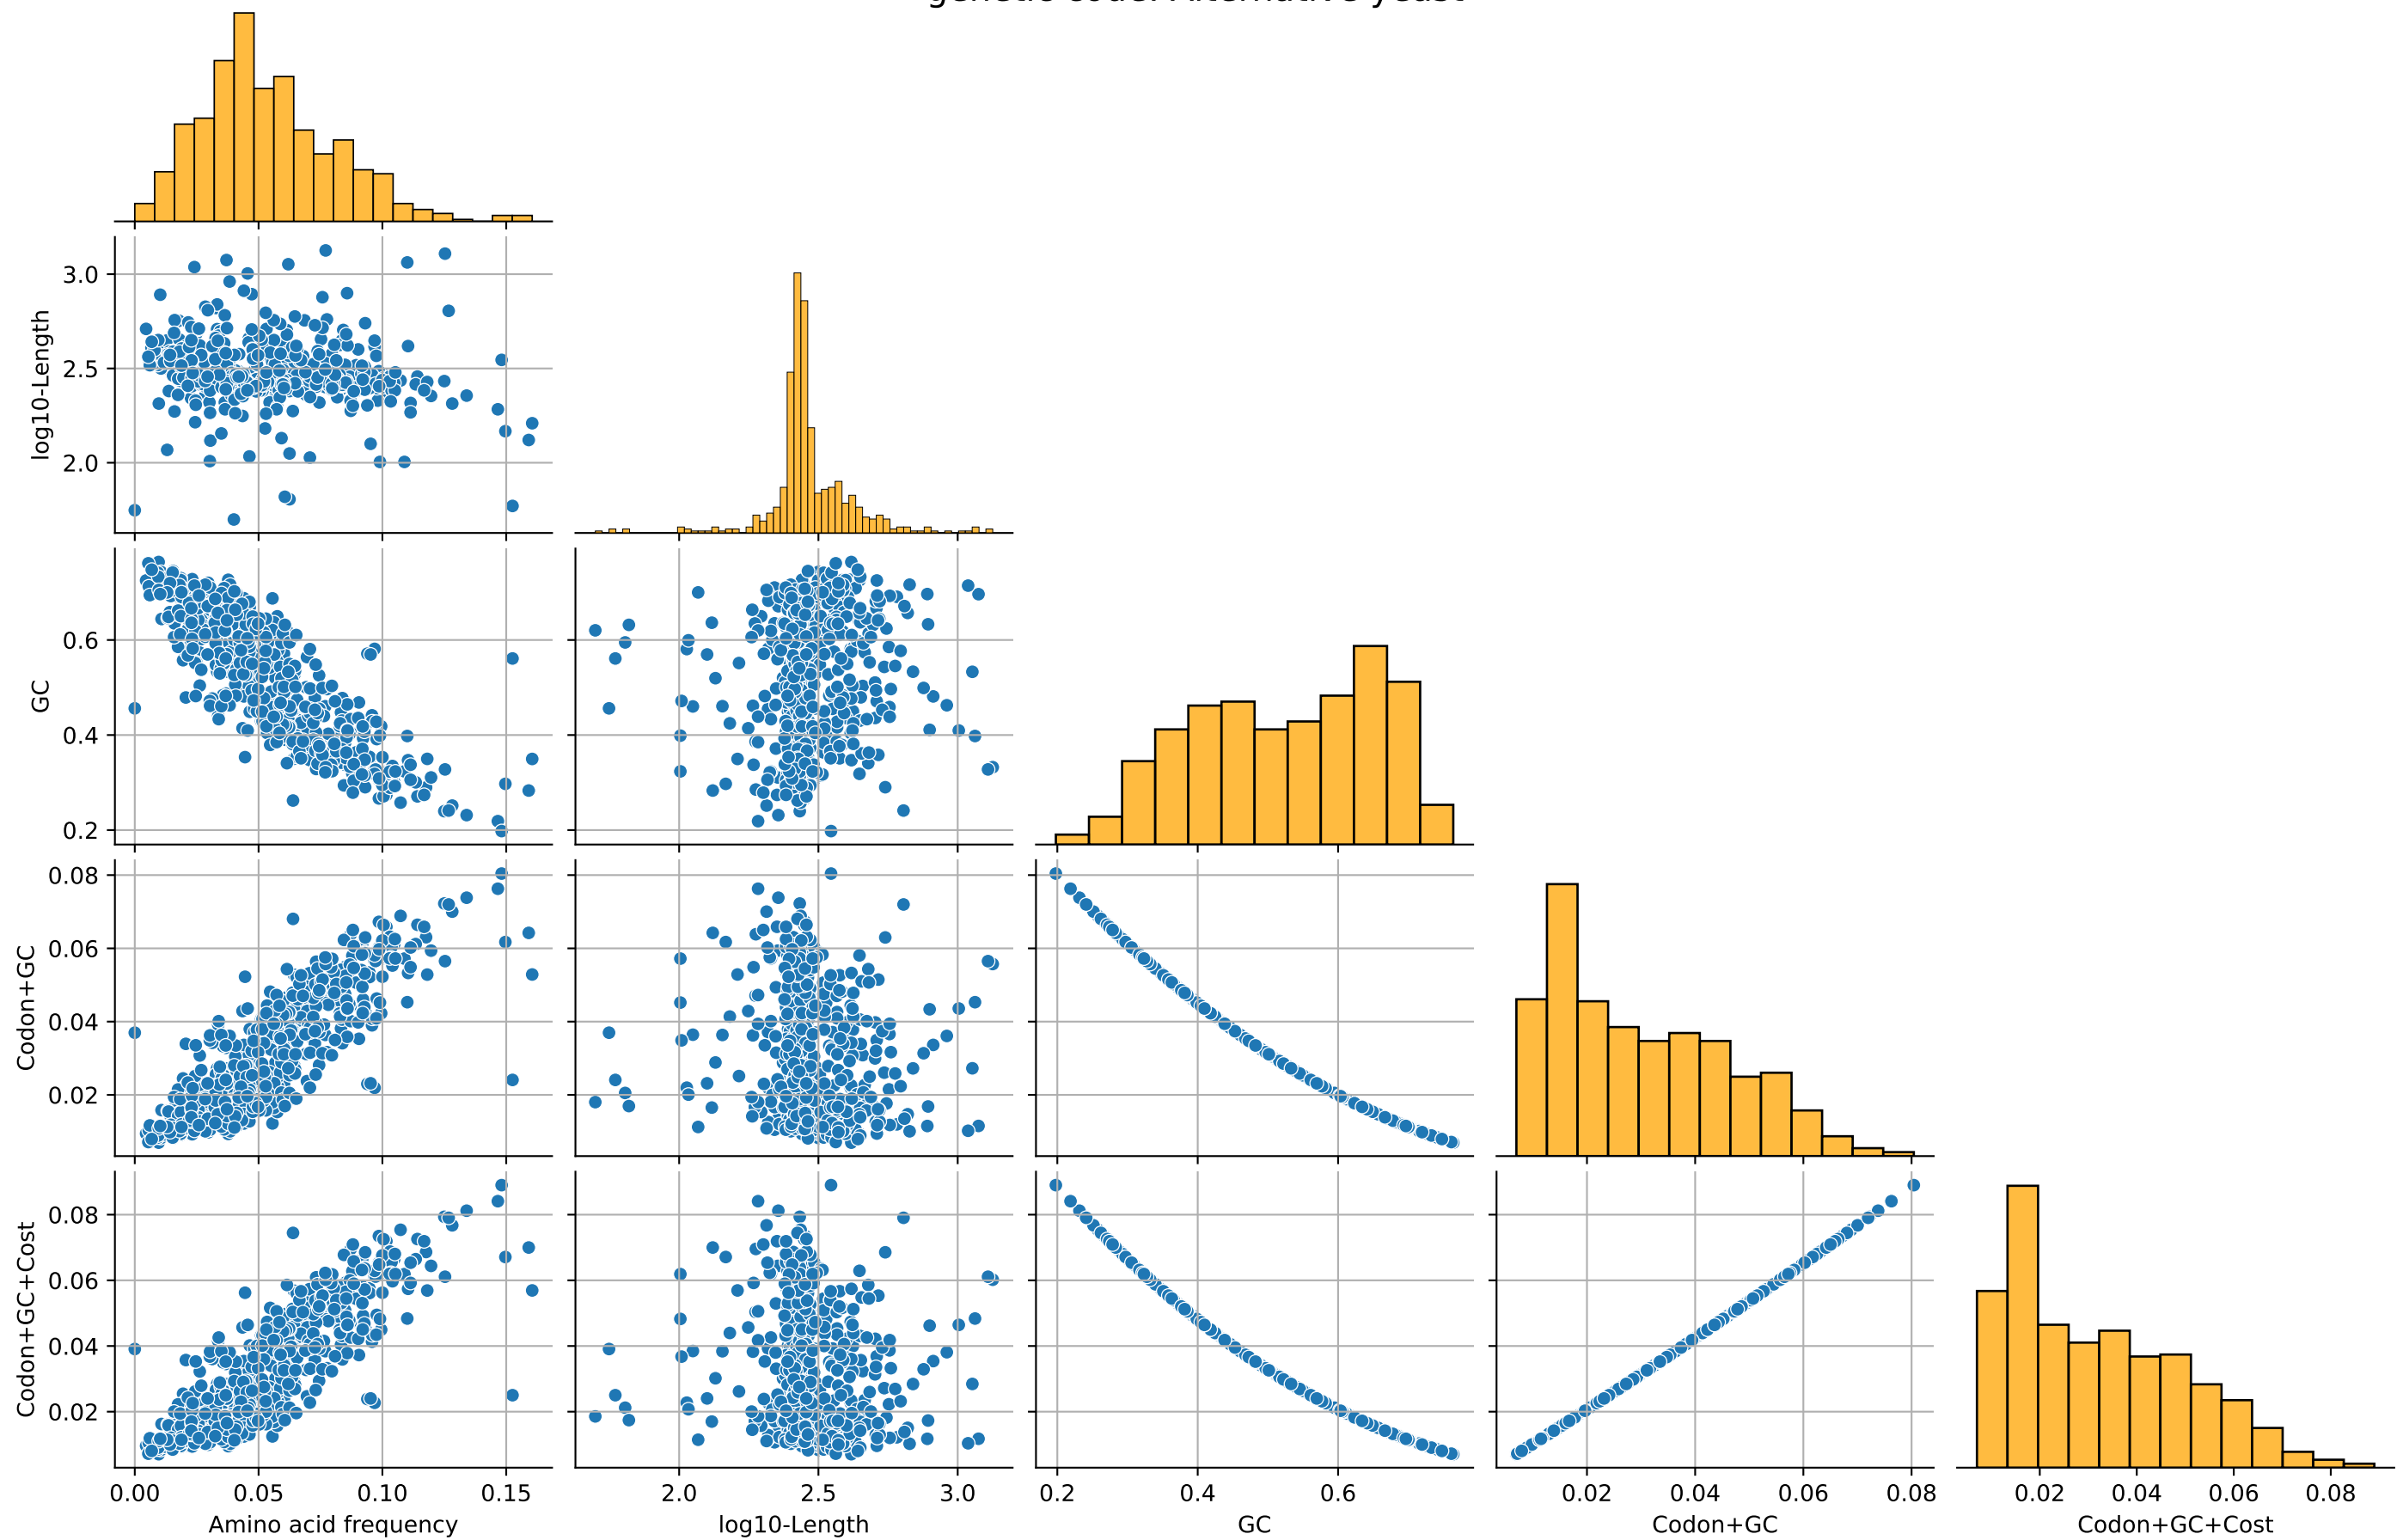 genetic code: Alternative yeast
3.0
2.5
2.0
log10-Length
0.6
0.4
0.2
GC
0.08
0.06
0.04
0.02
Codon+GC
0.08
0.06
0.04
0.02
Codon+GC+Cost
0.00 0.05 0.10 0.15
Amino acid frequency
2.0 2.5 3.0
log10-Length
0.2 0.4 0.6
GC
0.02 0.04 0.06 0.08
Codon+GC
0.02 0.04 0.06 0.08
Codon+GC+Cost